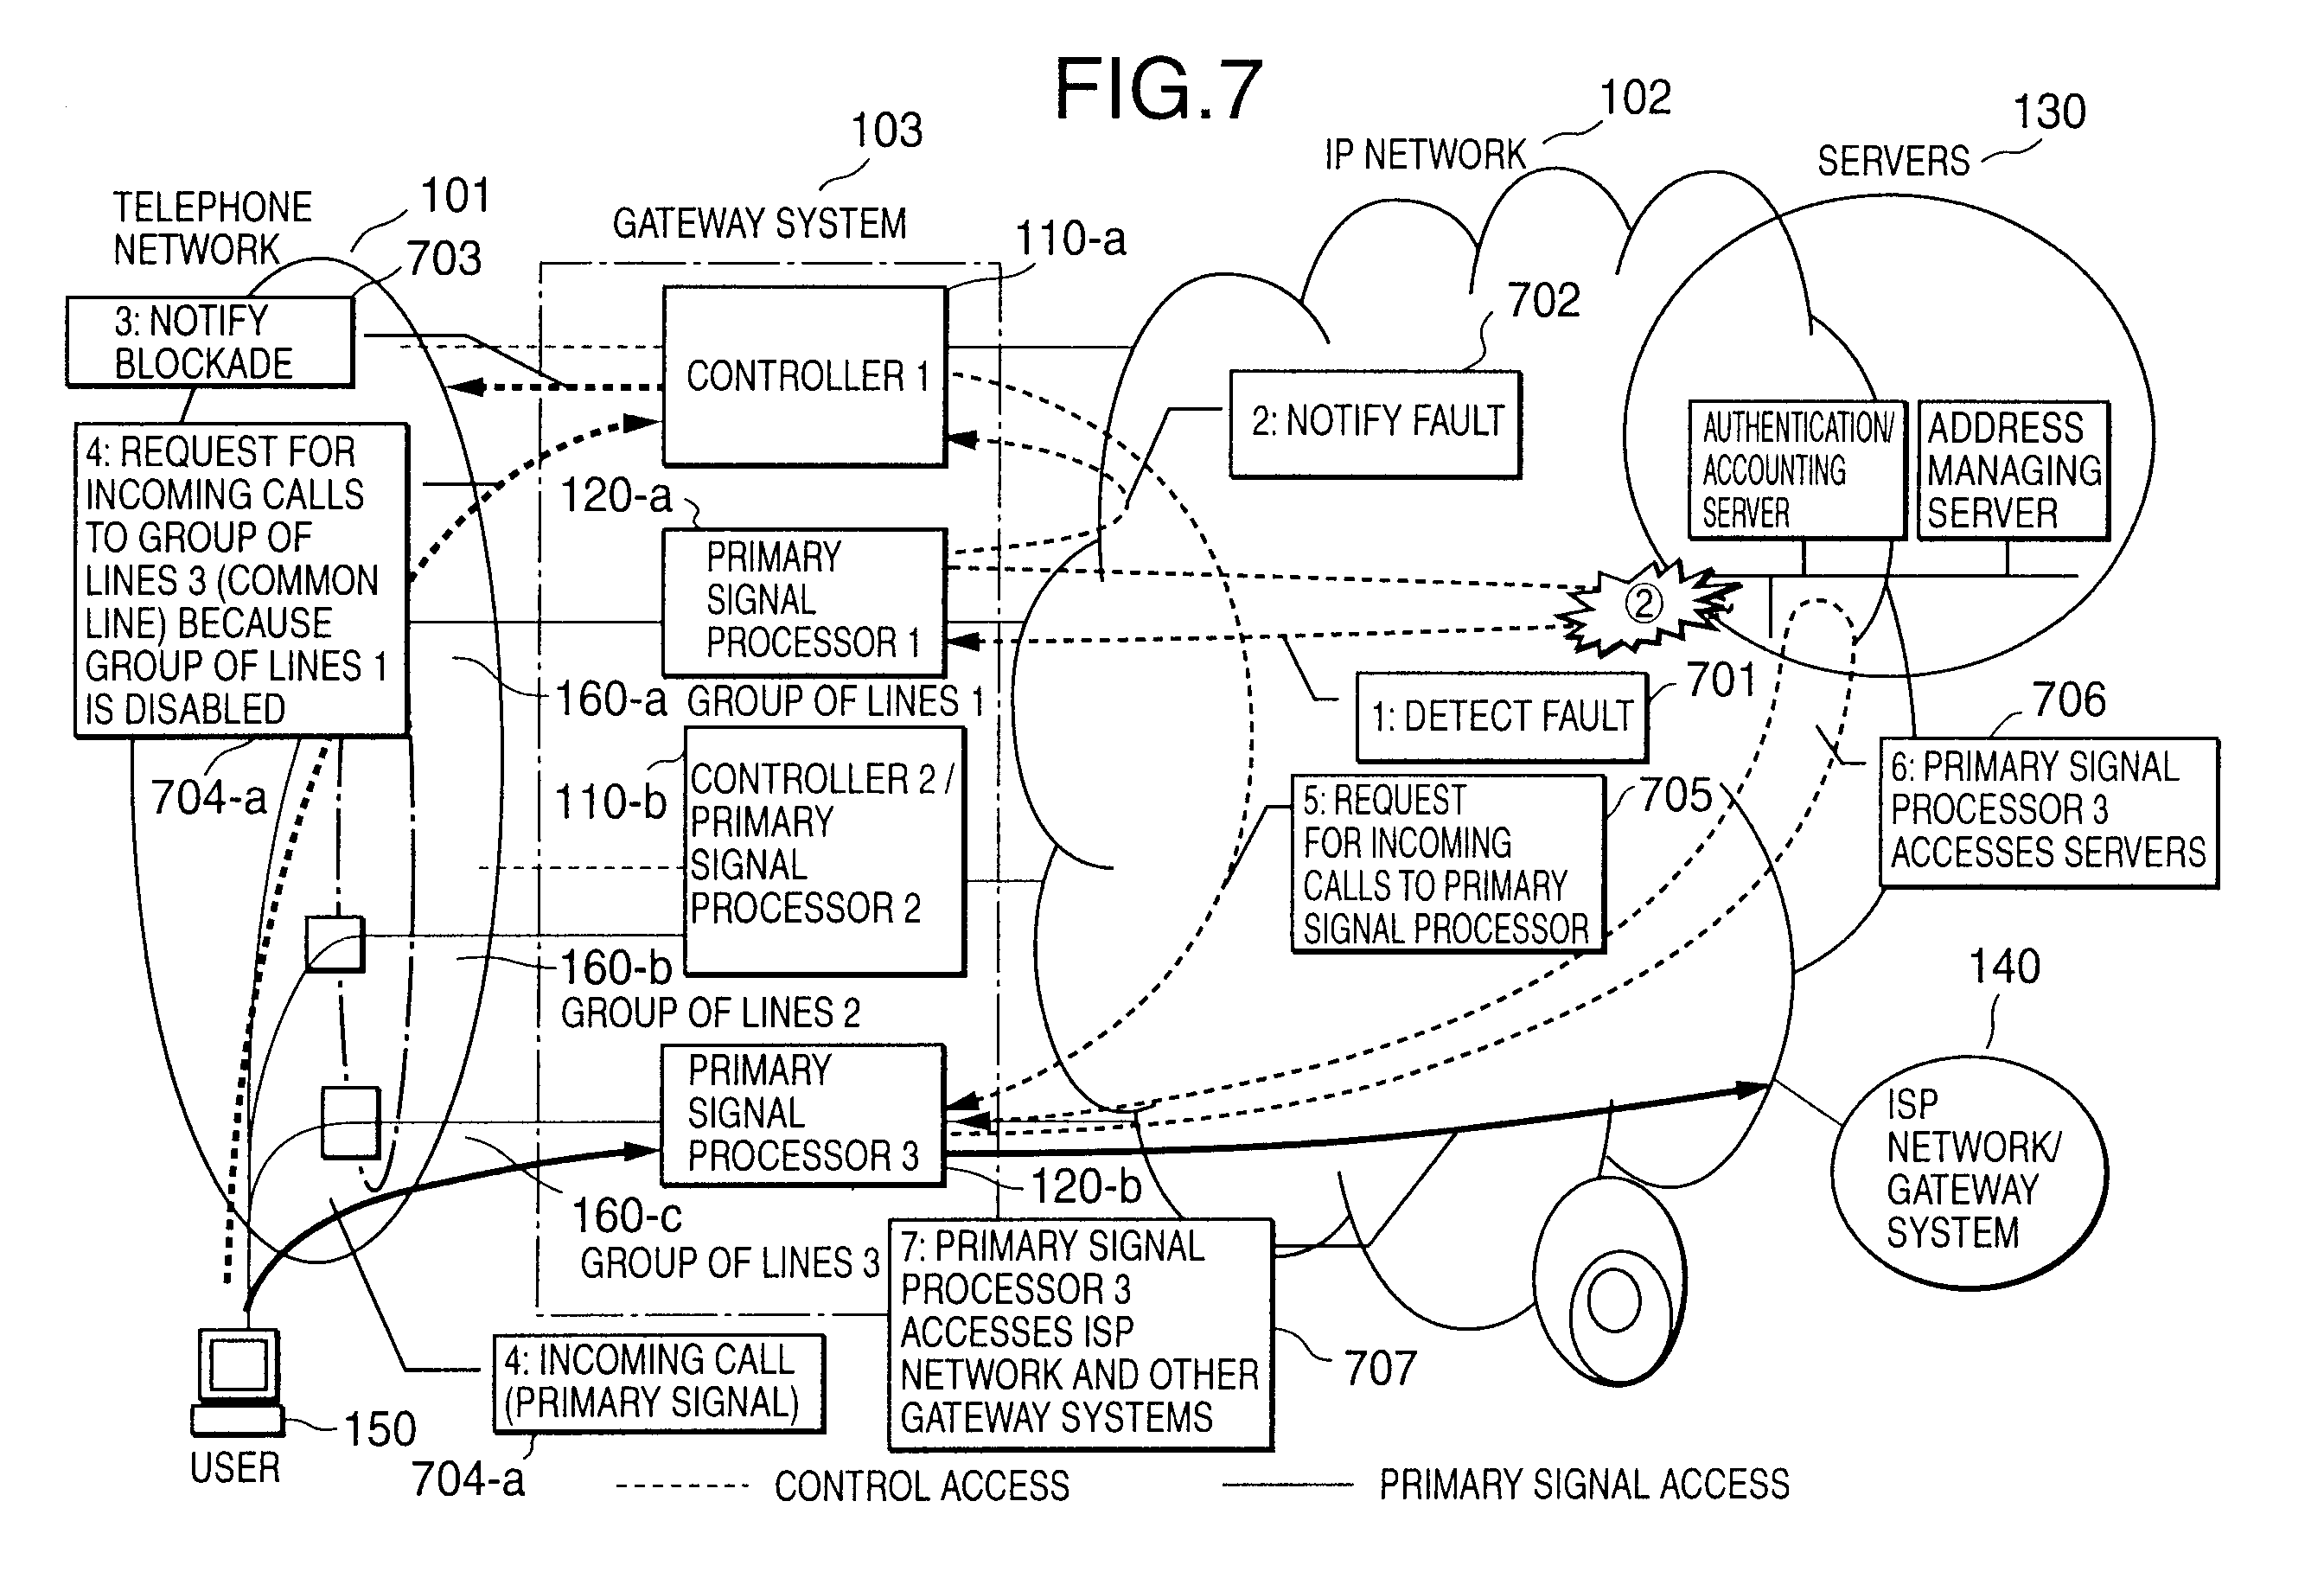 FIG.7
102
130
IP NETWORK
SERVERS
103
101
TELEPHONE
NETWORK
GATEWAY SYSTEM
110-a
703
702
3: NOTIFY
BLOCKADE
CONTROLLER 1
2: NOTIFY FAULT
AUTHENTICATION/
ACCOUNTING
SERVER
ADDRESS
MANAGING
SERVER
4: REQUEST FOR
INCOMING CALLS
TO GROUP OF
LINES 3 (COMMON
LINE) BECAUSE
GROUP OF LINES 1
IS DISABLED
120-a
PRIMARY
SIGNAL
PROCESSOR 1
2
701
1: DETECT FAULT
160-a
GROUP OF LINES 1
706
704-a
110-b
CONTROLLER 2 /
PRIMARY
SIGNAL
PROCESSOR 2
5: REQUEST
FOR INCOMING
CALLS TO PRIMARY
SIGNAL PROCESSOR
705
6: PRIMARY SIGNAL
PROCESSOR 3
ACCESSES SERVERS
160-b
GROUP OF LINES 2
140
PRIMARY
SIGNAL
PROCESSOR 3
ISP
NETWORK/
GATEWAY
SYSTEM
120-b
160-c
GROUP OF LINES 3
7: PRIMARY SIGNAL
PROCESSOR 3
ACCESSES ISP
NETWORK AND OTHER
GATEWAY SYSTEMS
707
4: INCOMING CALL
(PRIMARY SIGNAL)
150
USER
704-a
CONTROL ACCESS
PRIMARY SIGNAL ACCESS